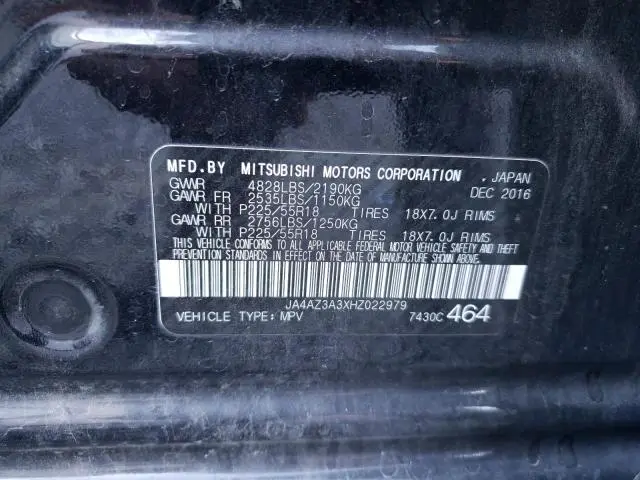 MFD.BY MITSUBISHI MOTORS CORPORATION , JAPAN
GVWR 4828LBS/2190KG DEC 2016
GAWR FR 2535LBS/1150KG
WITH P225/55R18 TIRES 18X7.0J RIMS
GAWR RR 2756LBS/1250KG
WITH P225/55R18 TIRES 18X7.0J RIMS
THIS VEHICLE CONFORMS TO ALL APPLICABLE FEDERAL MOTOR VEHICLE SAFETY AND THEFT
PREVENTION STANDARDS IN EFFECT ON THE DATE OF MANUFACTURE SHOWN ABOVE.
JA4AZ3A3XHZ022979
VEHICLE TYPE: MPV 7430C 464